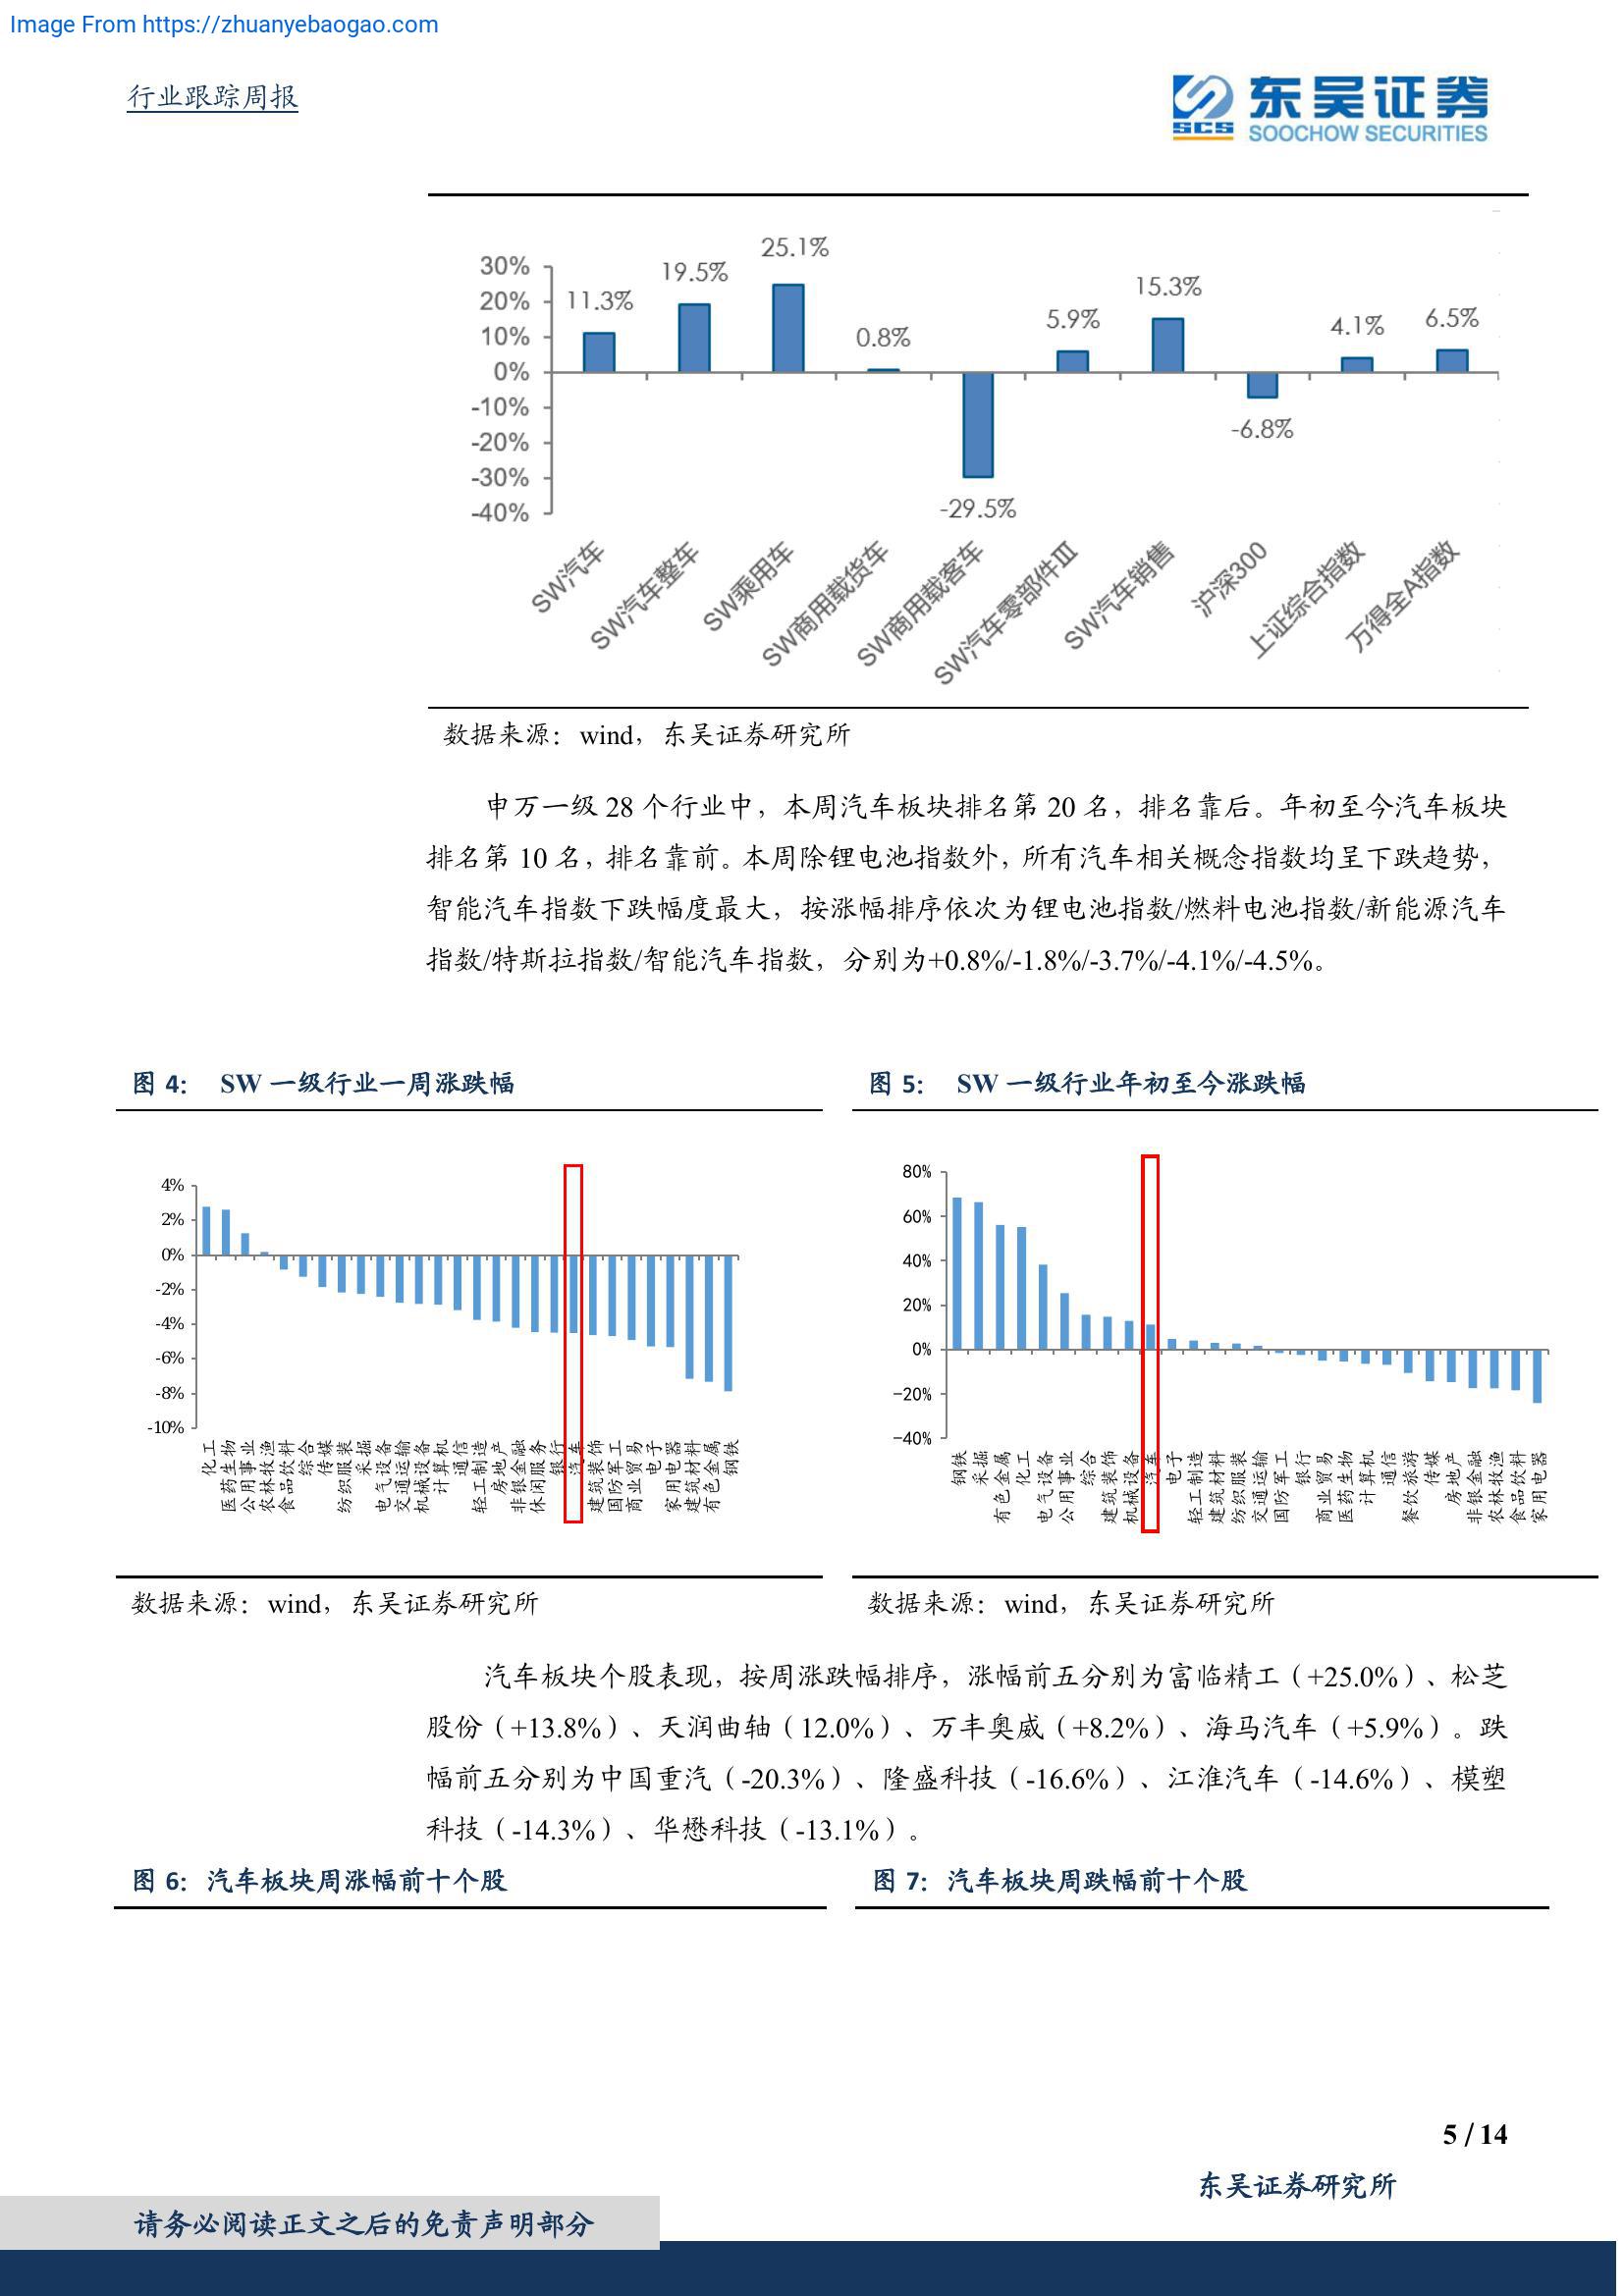 Image From https://zhuanyebaogao.com
行业跟踪周报
东吴证券
SCS
SOOCHOW SECURITIES
30%
20%
10%
0%
-10%
-20%
-30%
-40%
11.3%
19.5%
25.1%
0.8%
-29.5%
5.9%
15.3%
-6.8%
4.1%
6.5%
SW汽车
SW汽车整车
SW乘用车
SW商用载货车
SW商用载客车
SW汽车零部件III
SW汽车销售
沪深300
上证综合指数
万得全A指数
数据来源：wind，东吴证券研究所
申万一级 28 个行业中，本周汽车板块排名第 20 名，排名靠后。年初至今汽车板块
排名第 10 名，排名靠前。本周除锂电池指数外，所有汽车相关概念指数均呈下跌趋势，
智能汽车指数下跌幅度最大，按涨幅排序依次为锂电池指数/燃料电池指数/新能源汽车
指数/特斯拉指数/智能汽车指数，分别为+0.8%/-1.8%/-3.7%/-4.1%/-4.5%。
图 4： SW 一级行业一周涨跌幅
4%
2%
0%
-2%
-4%
-6%
-8%
-10%
化工
医药生物
公用事业
农林牧渔
食品饮料
综合
传媒
纺织服装
采掘
电气设备
交通运输
机械设备
计算机
通信
轻工制造
房地产
非银金融
休闲服务
银行
汽车
建筑装饰
国防军工
商业贸易
电子
家用电器
建筑材料
有色金属
钢铁
数据来源：wind，东吴证券研究所
图 5： SW 一级行业年初至今涨跌幅
80%
60%
40%
20%
0%
-20%
-40%
钢铁
采掘
有色金属
化工
电气设备
公用事业
综合
建筑装饰
机械设备
汽车
电子
轻工制造
建筑材料
纺织服装
交通运输
国防军工
银行
商业贸易
医药生物
计算机
通信
餐饮旅游
传媒
房地产
非银金融
农林牧渔
食品饮料
家用电器
数据来源：wind，东吴证券研究所
汽车板块个股表现，按周涨跌幅排序，涨幅前五分别为富临精工（+25.0%）、松芝
股份（+13.8%）、天润曲轴（12.0%）、万丰奥威（+8.2%）、海马汽车（+5.9%）。跌
幅前五分别为中国重汽（-20.3%）、隆盛科技（-16.6%）、江淮汽车（-14.6%）、模塑
科技（-14.3%）、华懋科技（-13.1%）。
图 6：汽车板块周涨幅前十个股
图 7：汽车板块周跌幅前十个股
5 / 14
东吴证券研究所
请务必阅读正文之后的免责声明部分